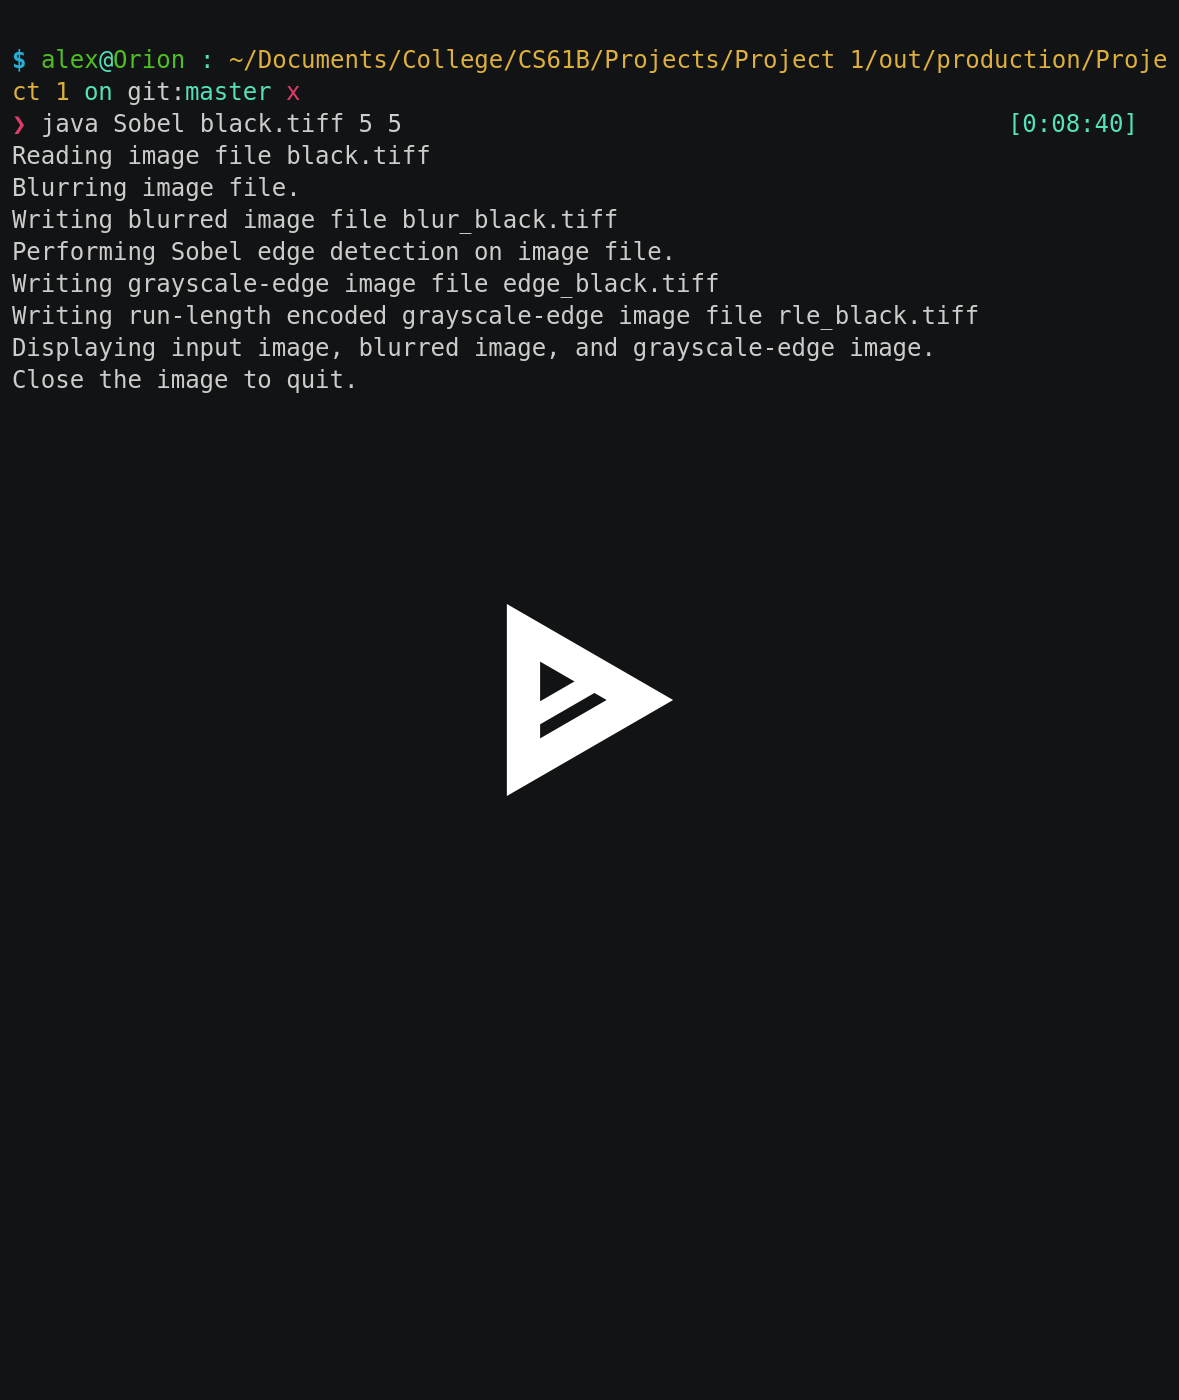 $ alex@Orion : ~/Documents/College/CS61B/Projects/Project 1/out/production/Proje
ct 1 on git:master x
❯ java Sobel black.tiff 5 5 [0:08:40]
Reading image file black.tiff
Blurring image file.
Writing blurred image file blur_black.tiff
Performing Sobel edge detection on image file.
Writing grayscale-edge image file edge_black.tiff
Writing run-length encoded grayscale-edge image file rle_black.tiff
Displaying input image, blurred image, and grayscale-edge image.
Close the image to quit.